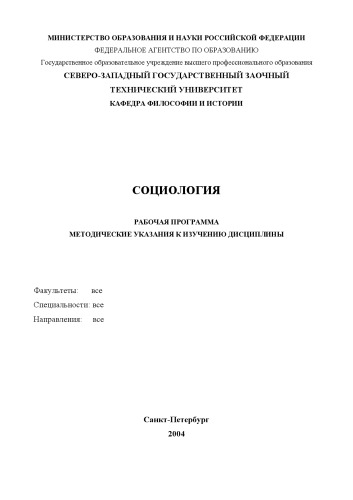 МИНИСТЕРСТВО ОБРАЗОВАНИЯ И НАУКИ РОССИЙСКОЙ ФЕДЕРАЦИИ
ФЕДЕРАЛЬНОЕ АГЕНТСТВО ПО ОБРАЗОВАНИЮ
Государственное образовательное учреждение высшего профессионального образования
СЕВЕРО-ЗАПАДНЫЙ ГОСУДАРСТВЕННЫЙ ЗАОЧНЫЙ
ТЕХНИЧЕСКИЙ УНИВЕРСИТЕТ
КАФЕДРА ФИЛОСОФИИ И ИСТОРИИ
СОЦИОЛОГИЯ
РАБОЧАЯ ПРОГРАММА
МЕТОДИЧЕСКИЕ УКАЗАНИЯ К ИЗУЧЕНИЮ ДИСЦИПЛИНЫ
Факультеты: все
Специальности: все
Направления: все
Санкт-Петербург
2004